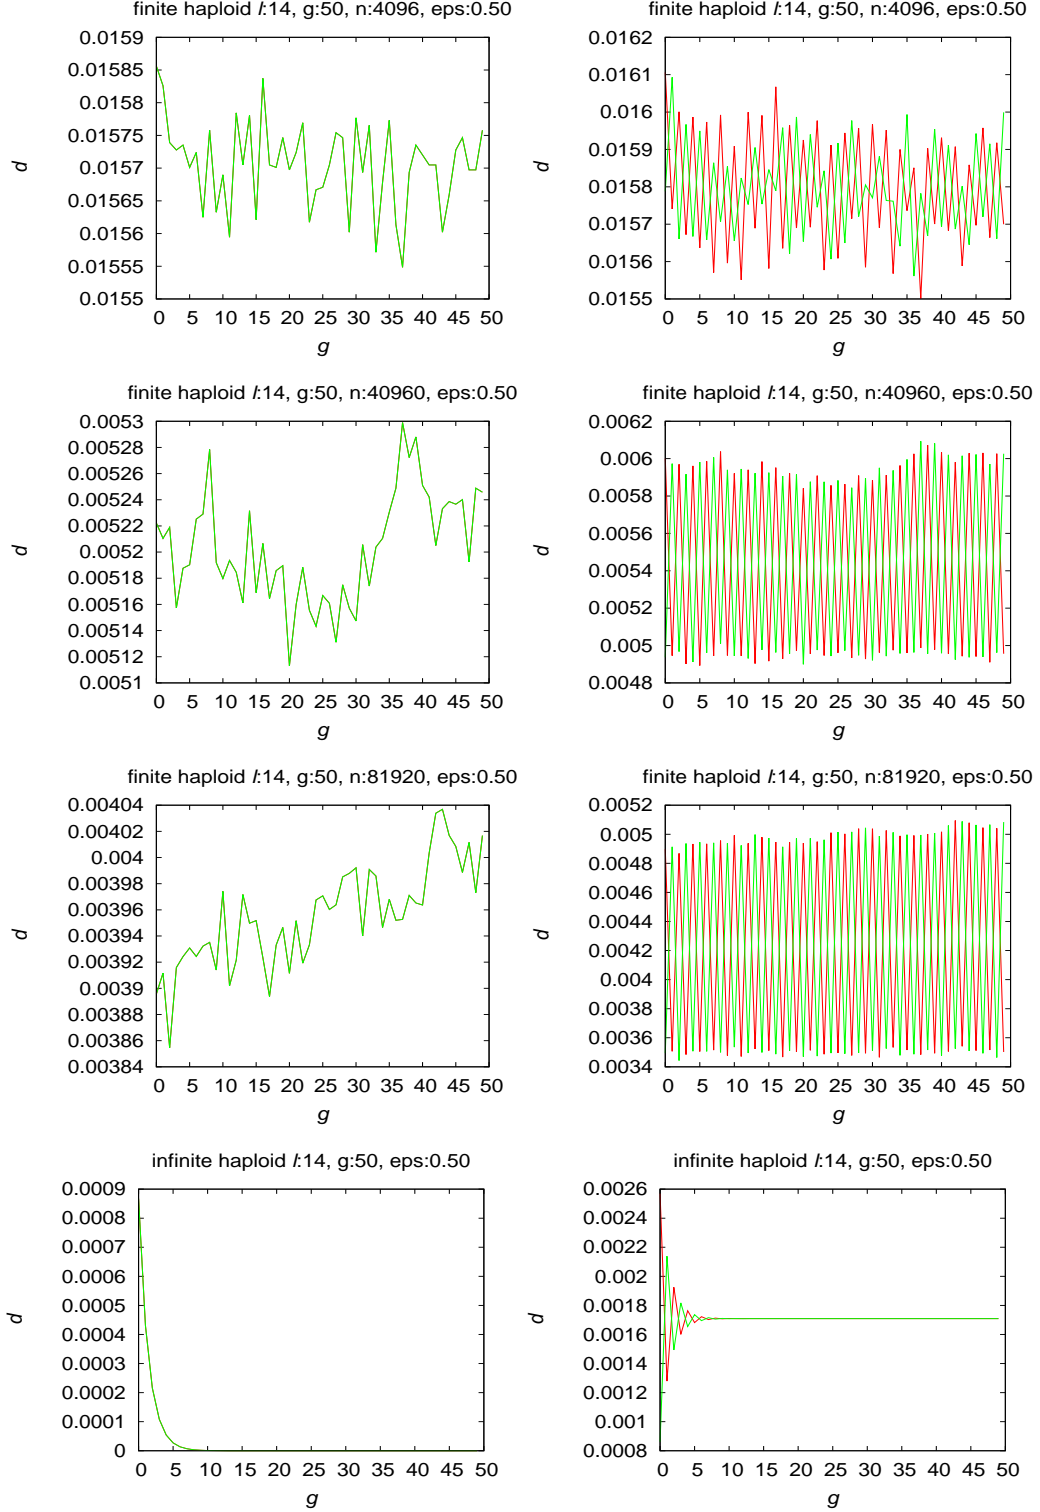 finite haploid l:14, g:50, n:4096, eps:0.50
0.0159
0.01585
0.0158
0.01575
0.0157
0.01565
0.0156
0.01555
0.0155
d
0 5 10 15 20 25 30 35 40 45 50
g
finite haploid l:14, g:50, n:4096, eps:0.50
0.0162
0.0161
0.016
0.0159
0.0158
0.0157
0.0156
0.0155
d
0 5 10 15 20 25 30 35 40 45 50
g
finite haploid l:14, g:50, n:40960, eps:0.50
0.0053
0.00528
0.00526
0.00524
0.00522
0.0052
0.00518
0.00516
0.00514
0.00512
0.0051
d
0 5 10 15 20 25 30 35 40 45 50
g
finite haploid l:14, g:50, n:40960, eps:0.50
0.0062
0.006
0.0058
0.0056
0.0054
0.0052
0.005
0.0048
d
0 5 10 15 20 25 30 35 40 45 50
g
finite haploid l:14, g:50, n:81920, eps:0.50
0.00404
0.00402
0.004
0.00398
0.00396
0.00394
0.00392
0.0039
0.00388
0.00386
0.00384
d
0 5 10 15 20 25 30 35 40 45 50
g
finite haploid l:14, g:50, n:81920, eps:0.50
0.0052
0.005
0.0048
0.0046
0.0044
0.0042
0.004
0.0038
0.0036
0.0034
d
0 5 10 15 20 25 30 35 40 45 50
g
infinite haploid l:14, g:50, eps:0.50
0.0009
0.0008
0.0007
0.0006
0.0005
0.0004
0.0003
0.0002
0.0001
0
d
0 5 10 15 20 25 30 35 40 45 50
g
infinite haploid l:14, g:50, eps:0.50
0.0026
0.0024
0.0022
0.002
0.0018
0.0016
0.0014
0.0012
0.001
0.0008
d
0 5 10 15 20 25 30 35 40 45 50
g